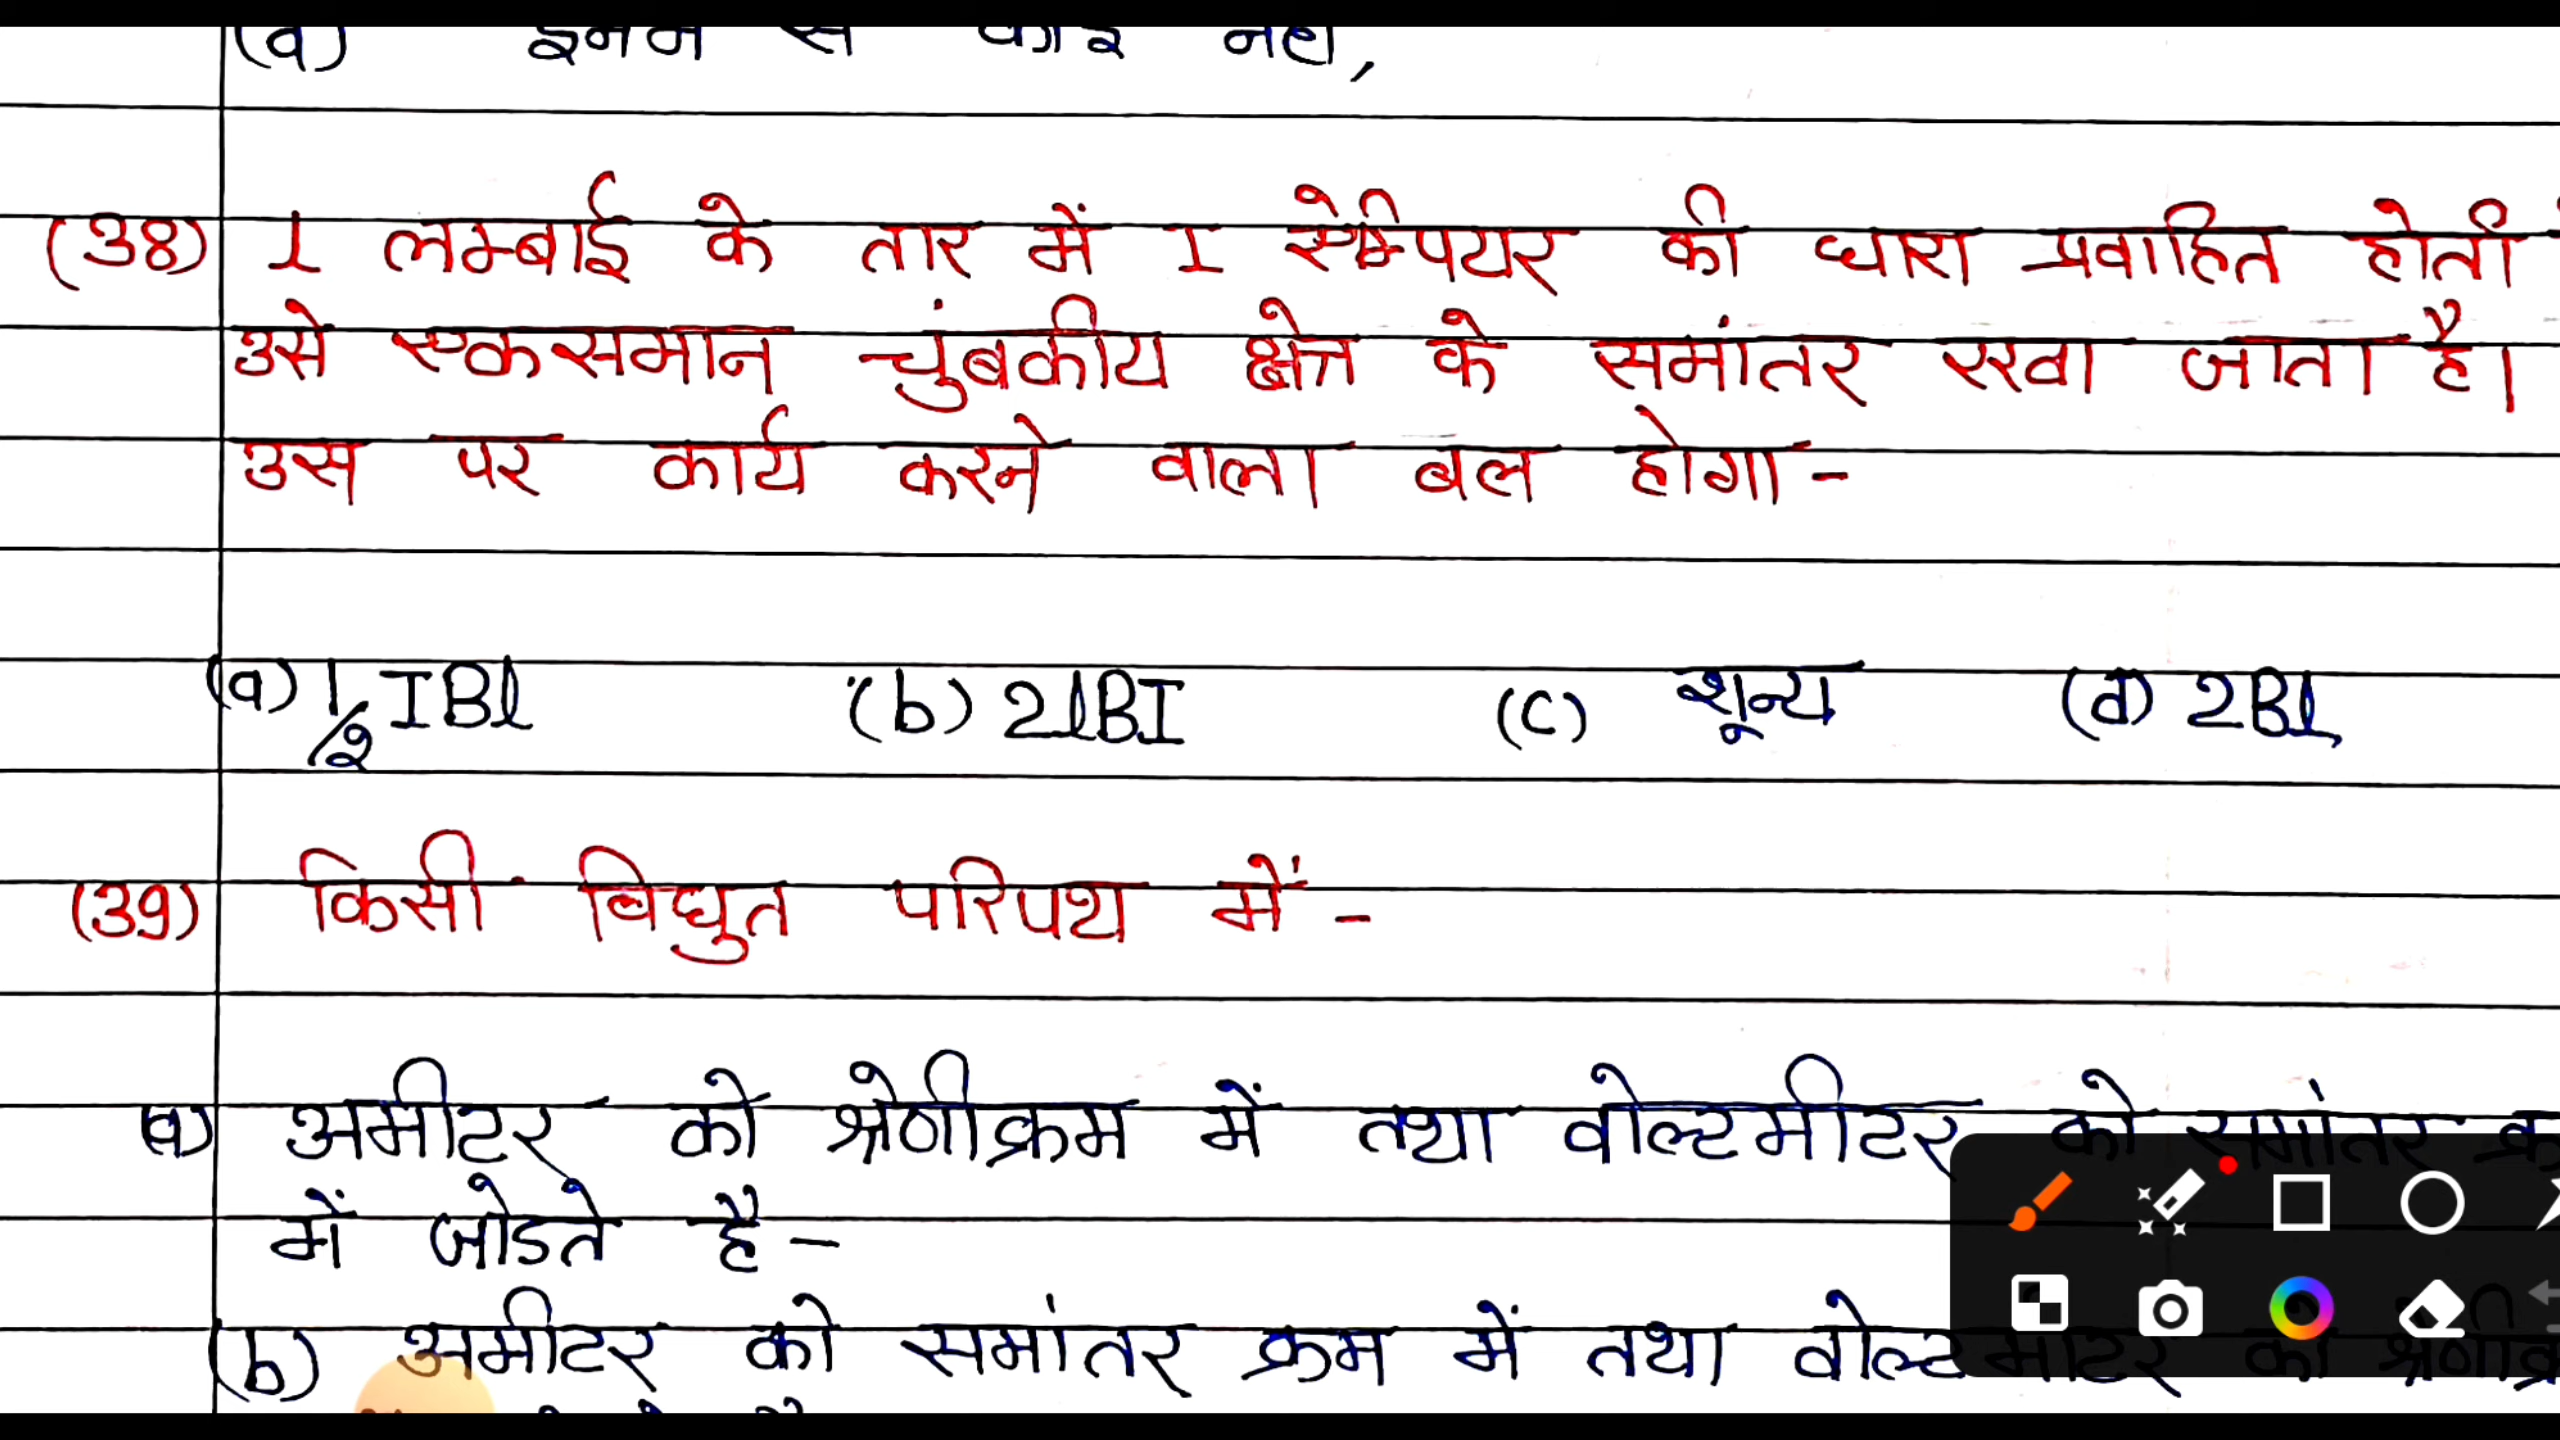 (38) l लम्बाई के तार में I ऐम्पियर की धारा प्रवाहित होती
उसे एकसमान चुंबकीय क्षेत्र के समांतर रखा जाता है।
उस पर कार्य करने वाला बल होगा -
(a) 1/2 IBl (b) 2lBI (c) शून्य (d) 2Bl
(39) किसी विद्युत परिपथ में -
(a) अमीटर को श्रेणीक्रम में तथा वोल्टमीटर को समांतर
में जोडते है -
(b) अमीटर को समांतर क्रम में तथा वोल्टमीटर को